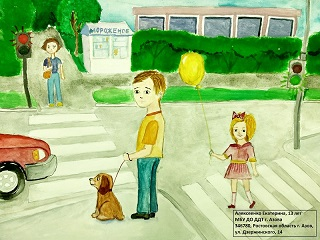 МОРОЖЕНОЕ
Алексеенко Екатерина, 13 лет
МБУ ДО ДДТ г. Азова
346780, Ростовская область г. Азов,
ул. Дзержинского, 14